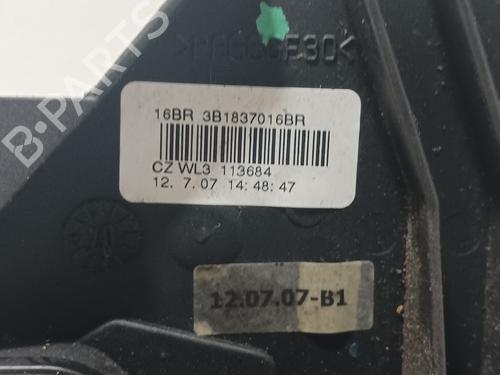 16BR 3B1837016BR
CZ WL3 113684
12. 7.07 14:48:47
12.07.07-B1
B-PARTS